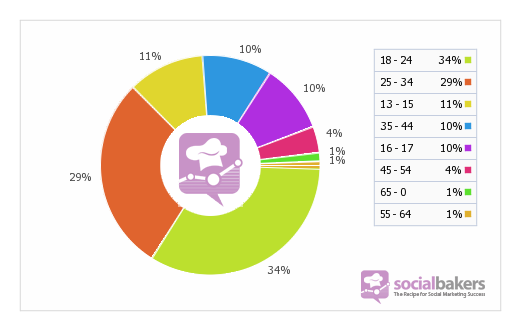 11%
10%
10%
4%
1%
1%
29%
34%
18 - 24 34%
25 - 34 29%
13 - 15 11%
35 - 44 10%
16 - 17 10%
45 - 54 4%
65 - 0 1%
55 - 64 1%
socialbakers
The Recipe for Social Marketing Success